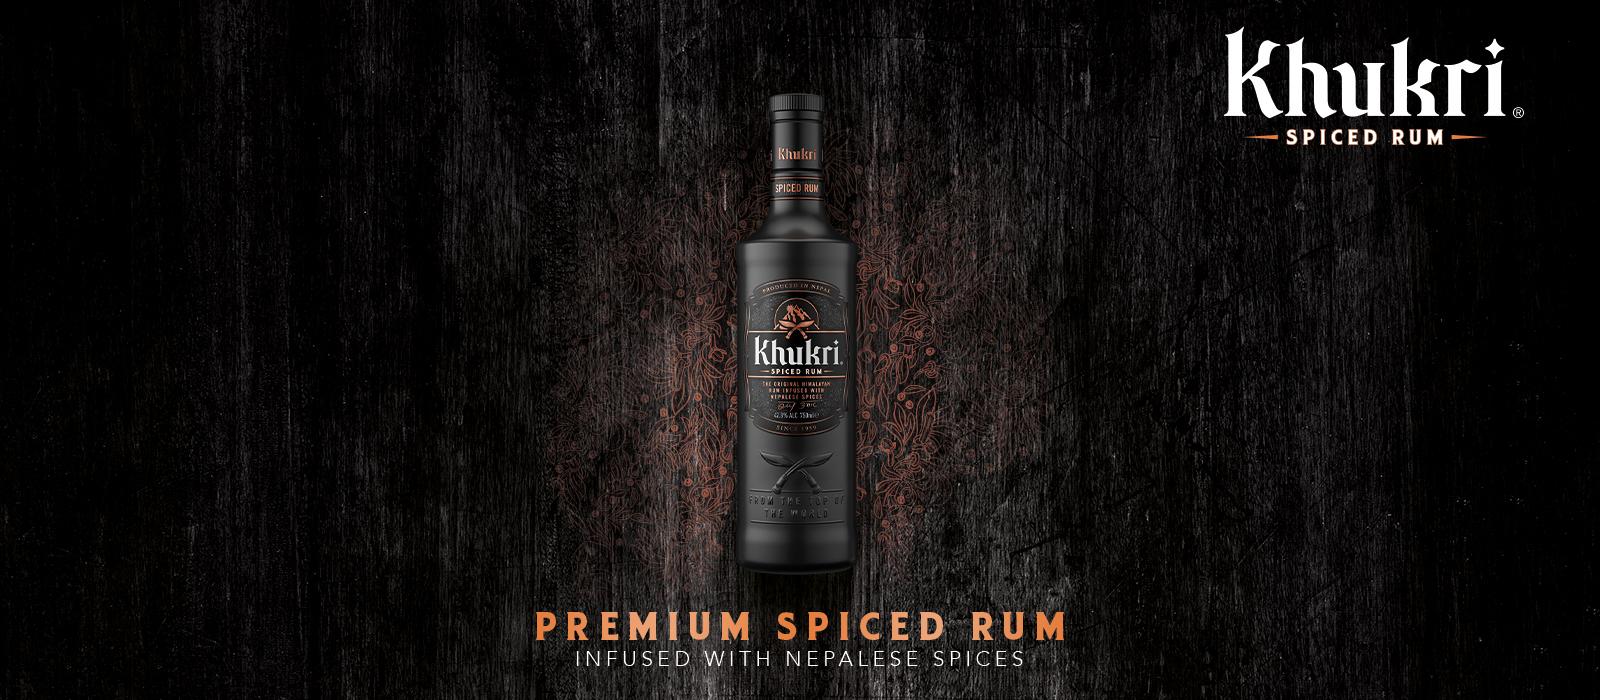 Khukri®
SPICED RUM
Khukri
SPICED RUM
PRODUCED IN NEPAL
Khukri
SPICED RUM
THE ORIGINAL HIMALAYAN
RUM INFUSED WITH
NEPALESE SPICES
SINCE 1959
FROM THE TOP OF
THE WORLD
PREMIUM SPICED RUM
INFUSED WITH NEPALESE SPICES